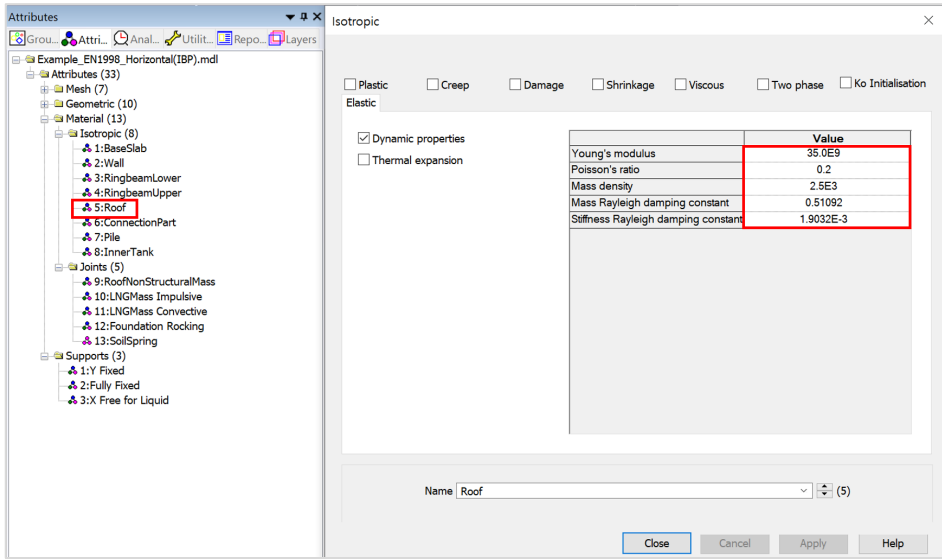 Attributes
Grou... Attri... Anal... Utilit... Repo... Layers
Example_EN1998_Horizontal(IBP).mdl
Attributes (33)
Mesh (7)
Geometric (10)
Material (13)
Isotropic (8)
1:BaseSlab
2:Wall
3:RingbeamLower
4:RingbeamUpper
5:Roof
6:ConnectionPart
7:Pile
8:InnerTank
Joints (5)
9:RoofNonStructuralMass
10:LNGMass Impulsive
11:LNGMass Convective
12:Foundation Rocking
13:SoilSpring
Supports (3)
1:Y Fixed
2:Fully Fixed
3:X Free for Liquid
Isotropic
Plastic Creep Damage Shrinkage Viscous Two phase Ko Initialisation
Elastic
Dynamic properties
Thermal expansion
Value
Young's modulus 35.0E9
Poisson's ratio 0.2
Mass density 2.5E3
Mass Rayleigh damping constant 0.51092
Stiffness Rayleigh damping constant 1.9032E-3
Name Roof (5)
Close Cancel Apply Help